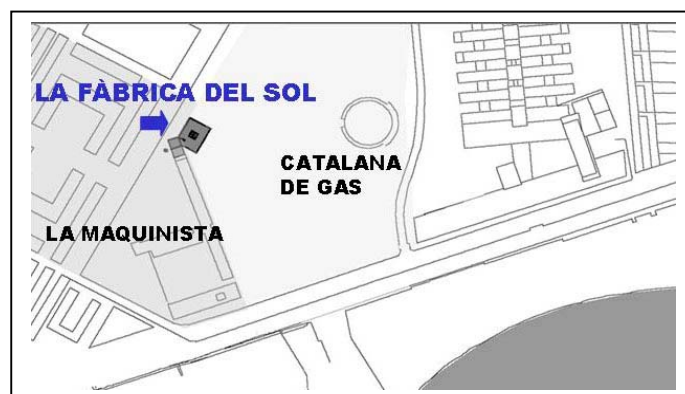 LA FÀBRICA DEL SOL
CATALANA
DE GAS
LA MAQUINISTA